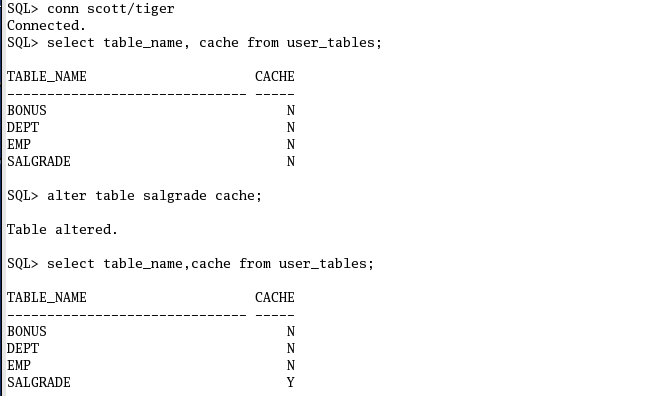 SQL> conn scott/tiger
Connected.
SQL> select table_name, cache from user_tables;
TABLE_NAME                     CACHE
------------------------------ -----
BONUS                              N
DEPT                               N
EMP                                N
SALGRADE                           N
SQL> alter table salgrade cache;
Table altered.
SQL> select table_name,cache from user_tables;
TABLE_NAME                     CACHE
------------------------------ -----
BONUS                              N
DEPT                               N
EMP                                N
SALGRADE                           Y